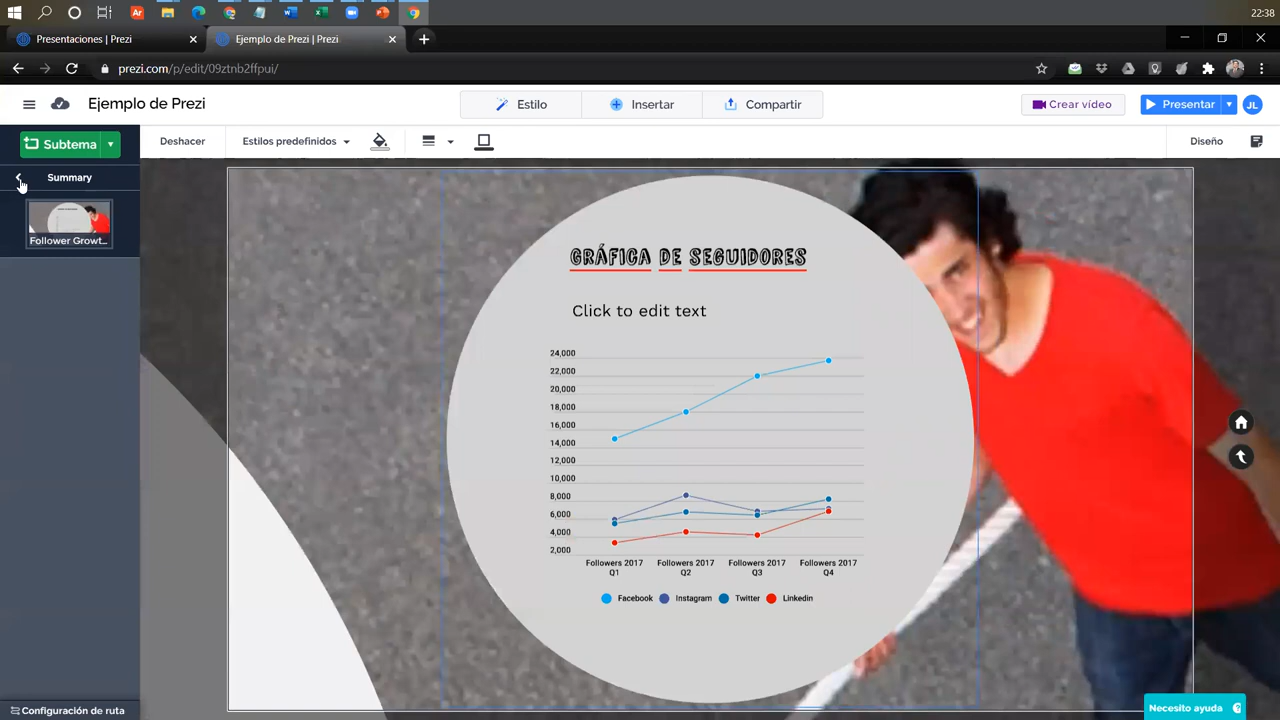 22:38
Presentaciones | Prezi
Ejemplo de Prezi | Prezi
prezi.com/p/edit/09ztnb2ffpui/
Ejemplo de Prezi
Estilo
Insertar
Compartir
Crear vídeo
Presentar
JL
Subtema
Deshacer
Estilos predefinidos
Diseño
Summary
Follower Growt...
GRÁFICA DE SEGUIDORES
Click to edit text
24,000
22,000
20,000
18,000
16,000
14,000
12,000
10,000
8,000
6,000
4,000
2,000
Followers 2017 Followers 2017 Followers 2017 Followers 2017
Q1 Q2 Q3 Q4
Facebook Instagram Twitter Linkedin
Configuración de ruta
Necesito ayuda